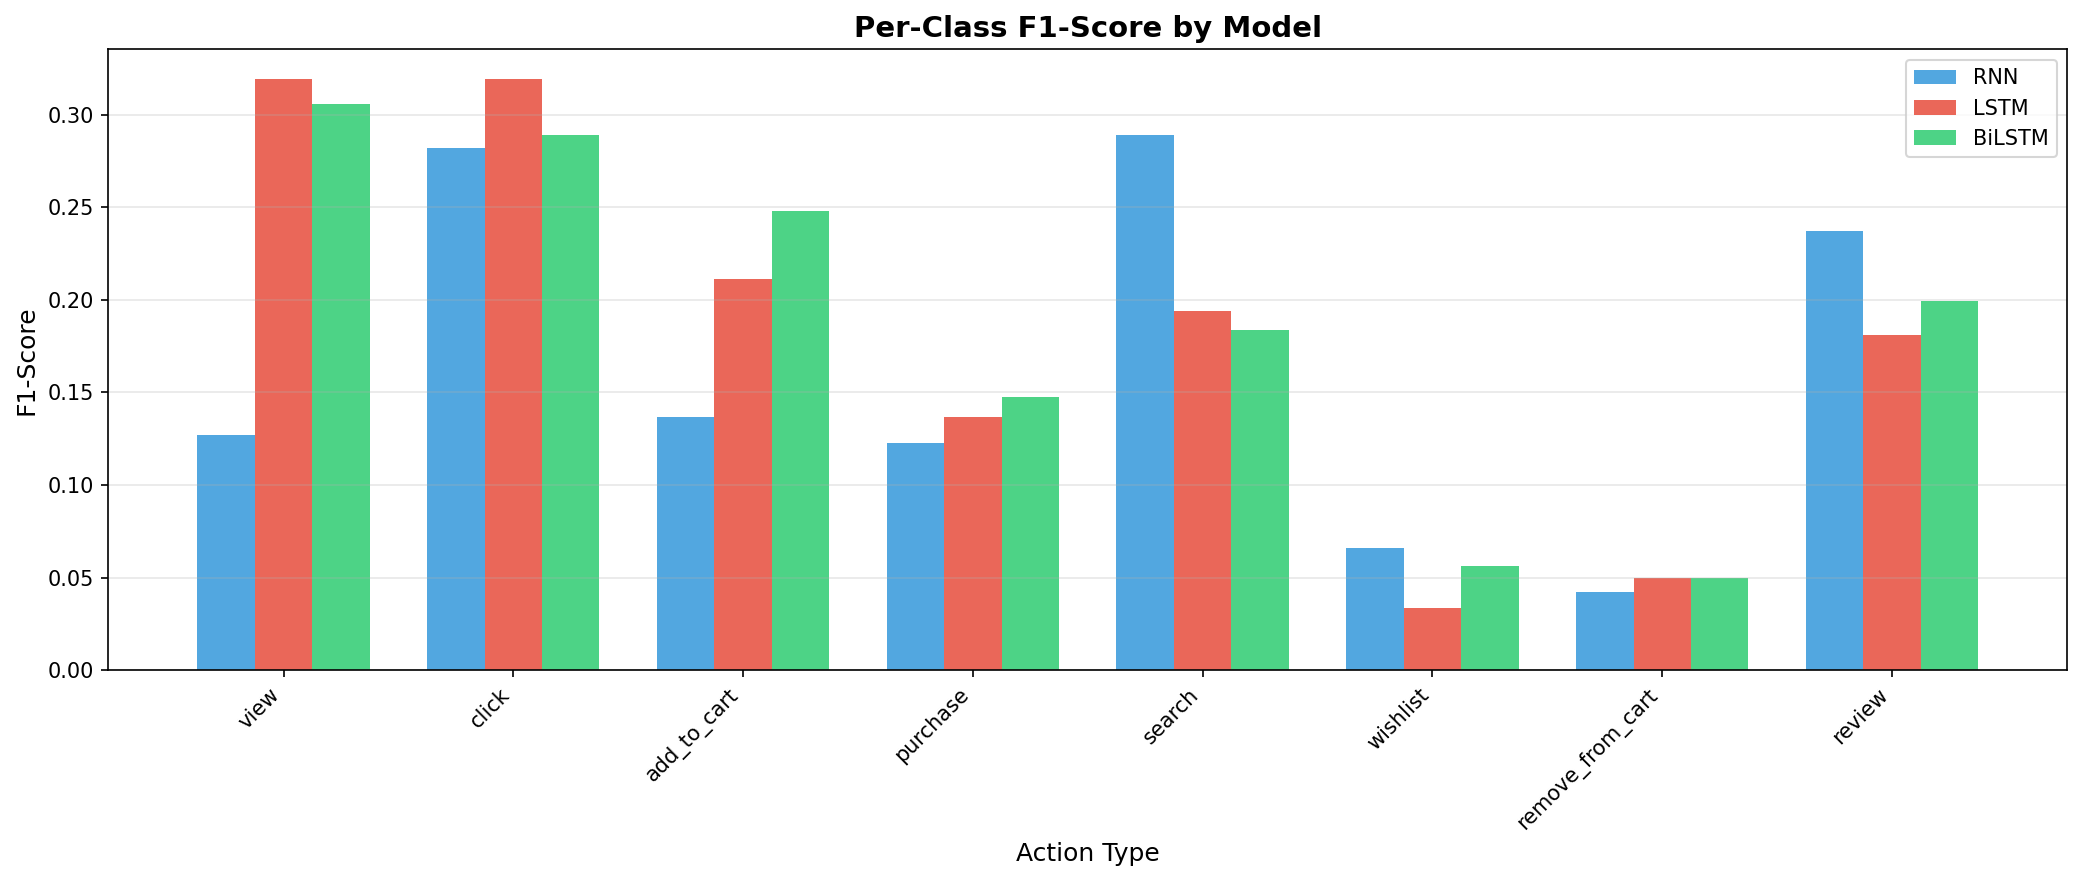 Per-Class F1-Score by Model
RNN
LSTM
BiLSTM
F1-Score
0.30
0.25
0.20
0.15
0.10
0.05
0.00
view
click
add_to_cart
purchase
search
wishlist
remove_from_cart
review
Action Type